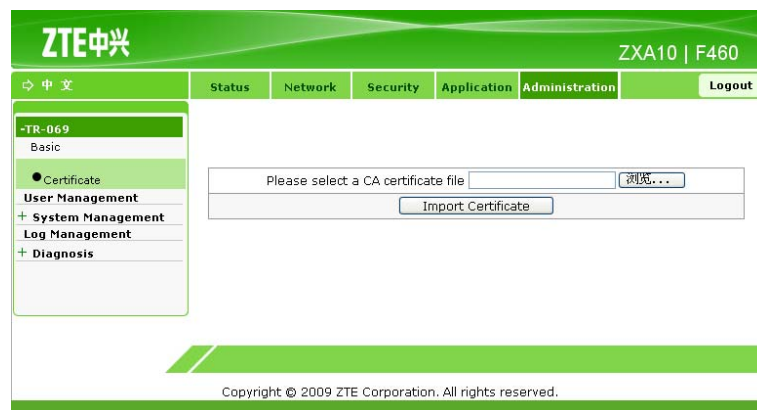 ZTE中兴
ZXA10 | F460
中文
Status Network Security Application Administration Logout
-TR-069
Basic
Certificate
User Management
+ System Management
Log Management
+ Diagnosis
Please select a CA certificate file 浏览...
Import Certificate
Copyright © 2009 ZTE Corporation. All rights reserved.